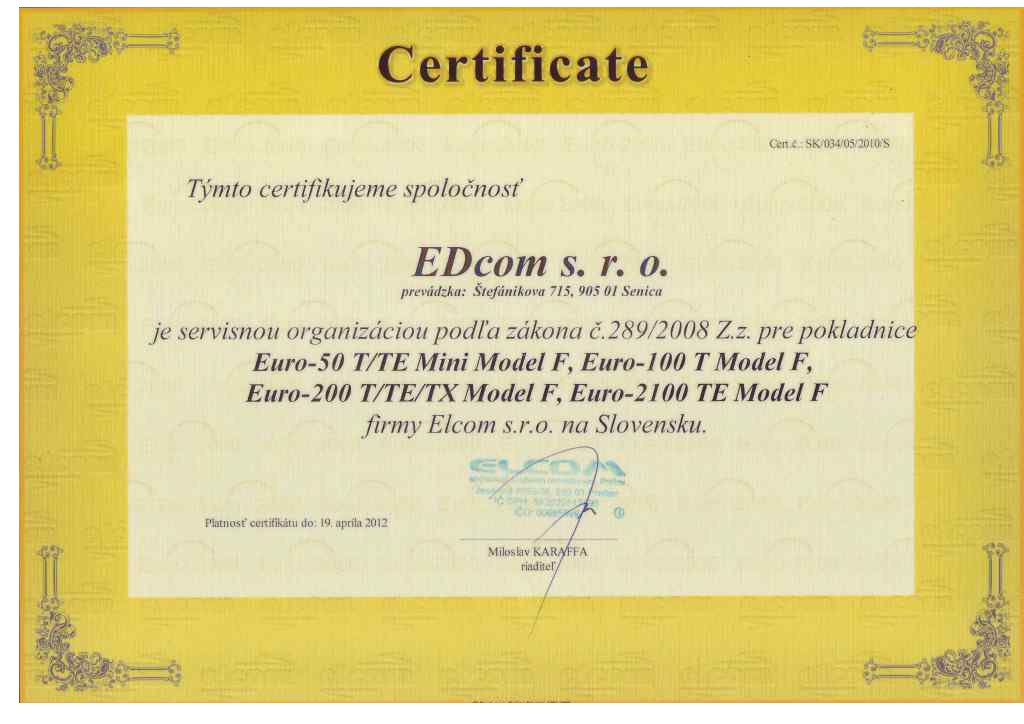 Certificate
Cert.č.: SK/034/05/2010/S
Týmto certifikujeme spoločnosť
EDcom s. r. o.
prevádzka: Štefánikova 715, 905 01 Senica
je servisnou organizáciou podľa zákona č.289/2008 Z.z. pre pokladnice
Euro-50 T/TE Mini Model F, Euro-100 T Model F,
Euro-200 T/TE/TX Model F, Euro-2100 TE Model F
firmy Elcom s.r.o. na Slovensku.
ELCOM
Platnosť certifikátu do: 19. apríla 2012
Miloslav KARAFFA
riaditeľ